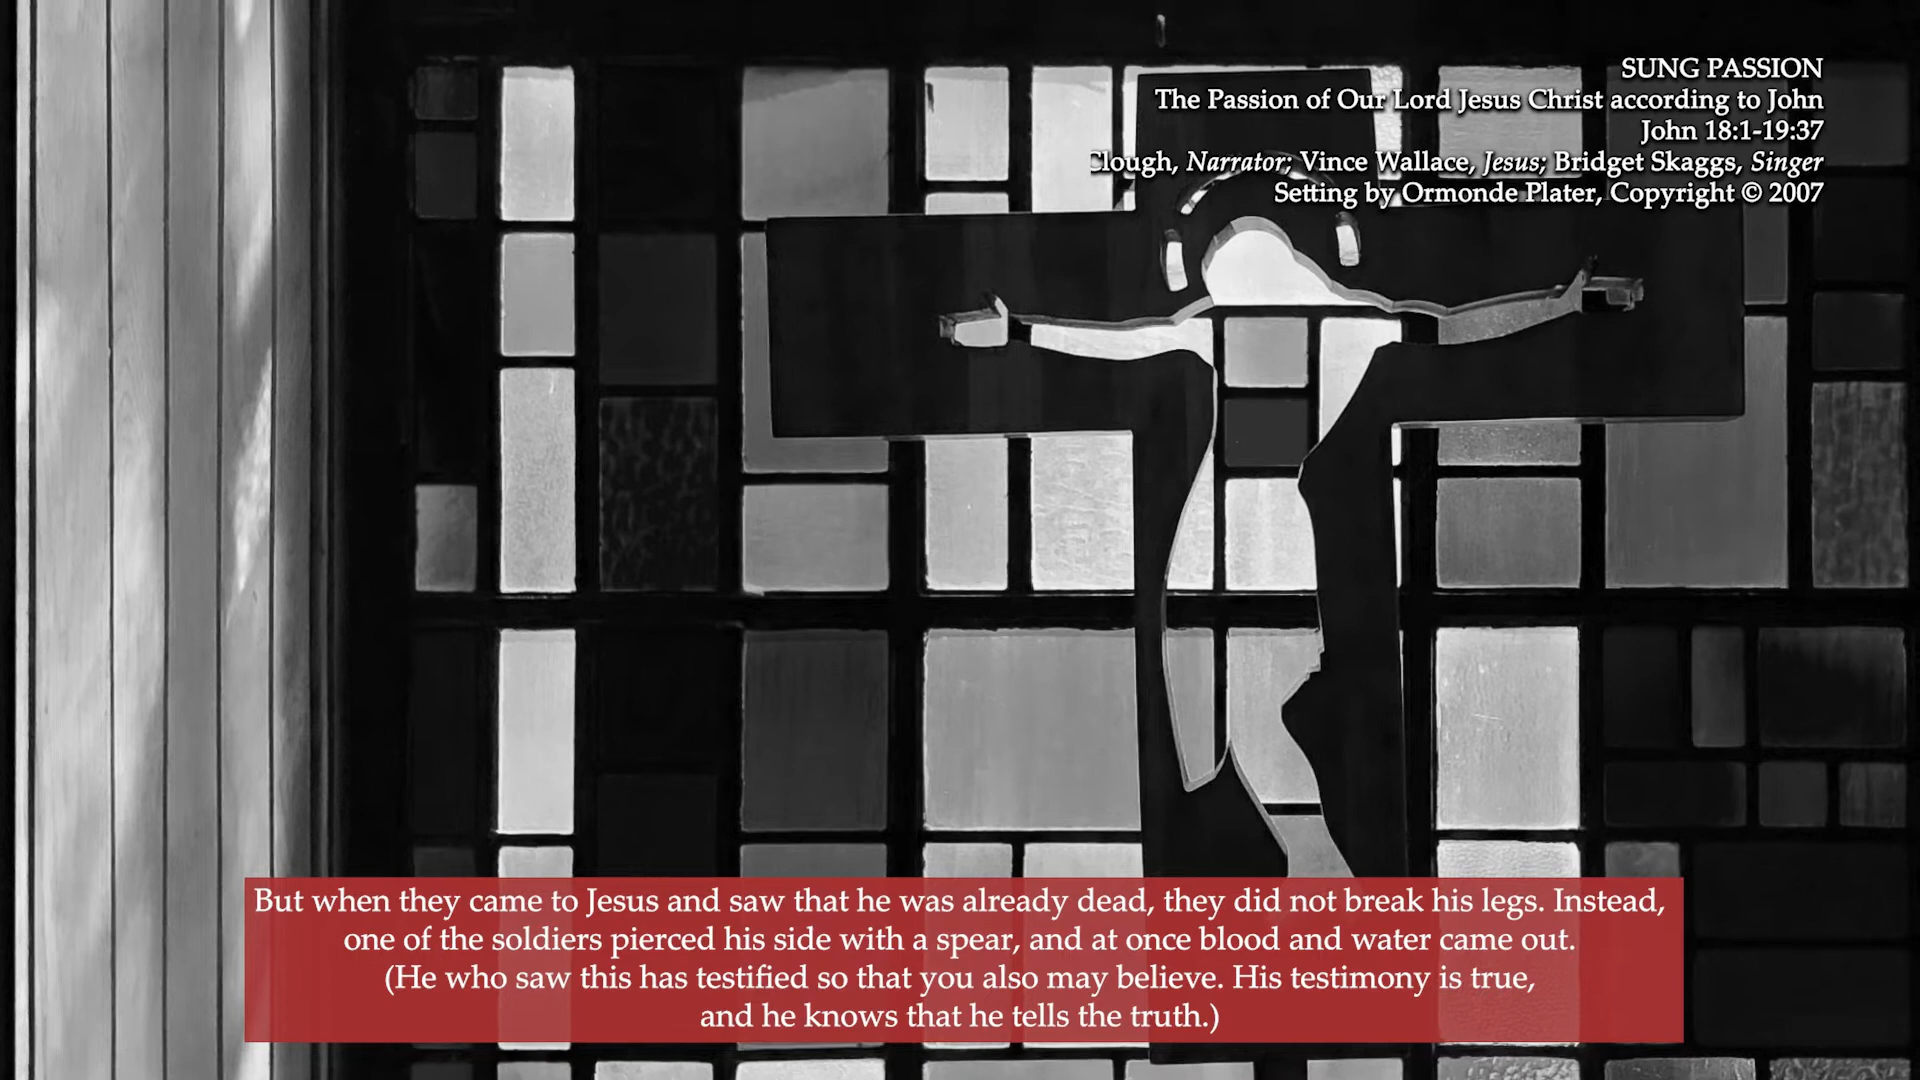 SUNG PASSION
The Passion of Our Lord Jesus Christ according to John
John 18:1-19:37
Narrator; Vince Wallace, Jesus; Bridget Skaggs, Singer
Setting by Ormonde Plater, Copyright © 2007
But when they came to Jesus and saw that he was already dead, they did not break his legs. Instead,
one of the soldiers pierced his side with a spear, and at once blood and water came out.
(He who saw this has testified so that you also may believe. His testimony is true,
and he knows that he tells the truth.)